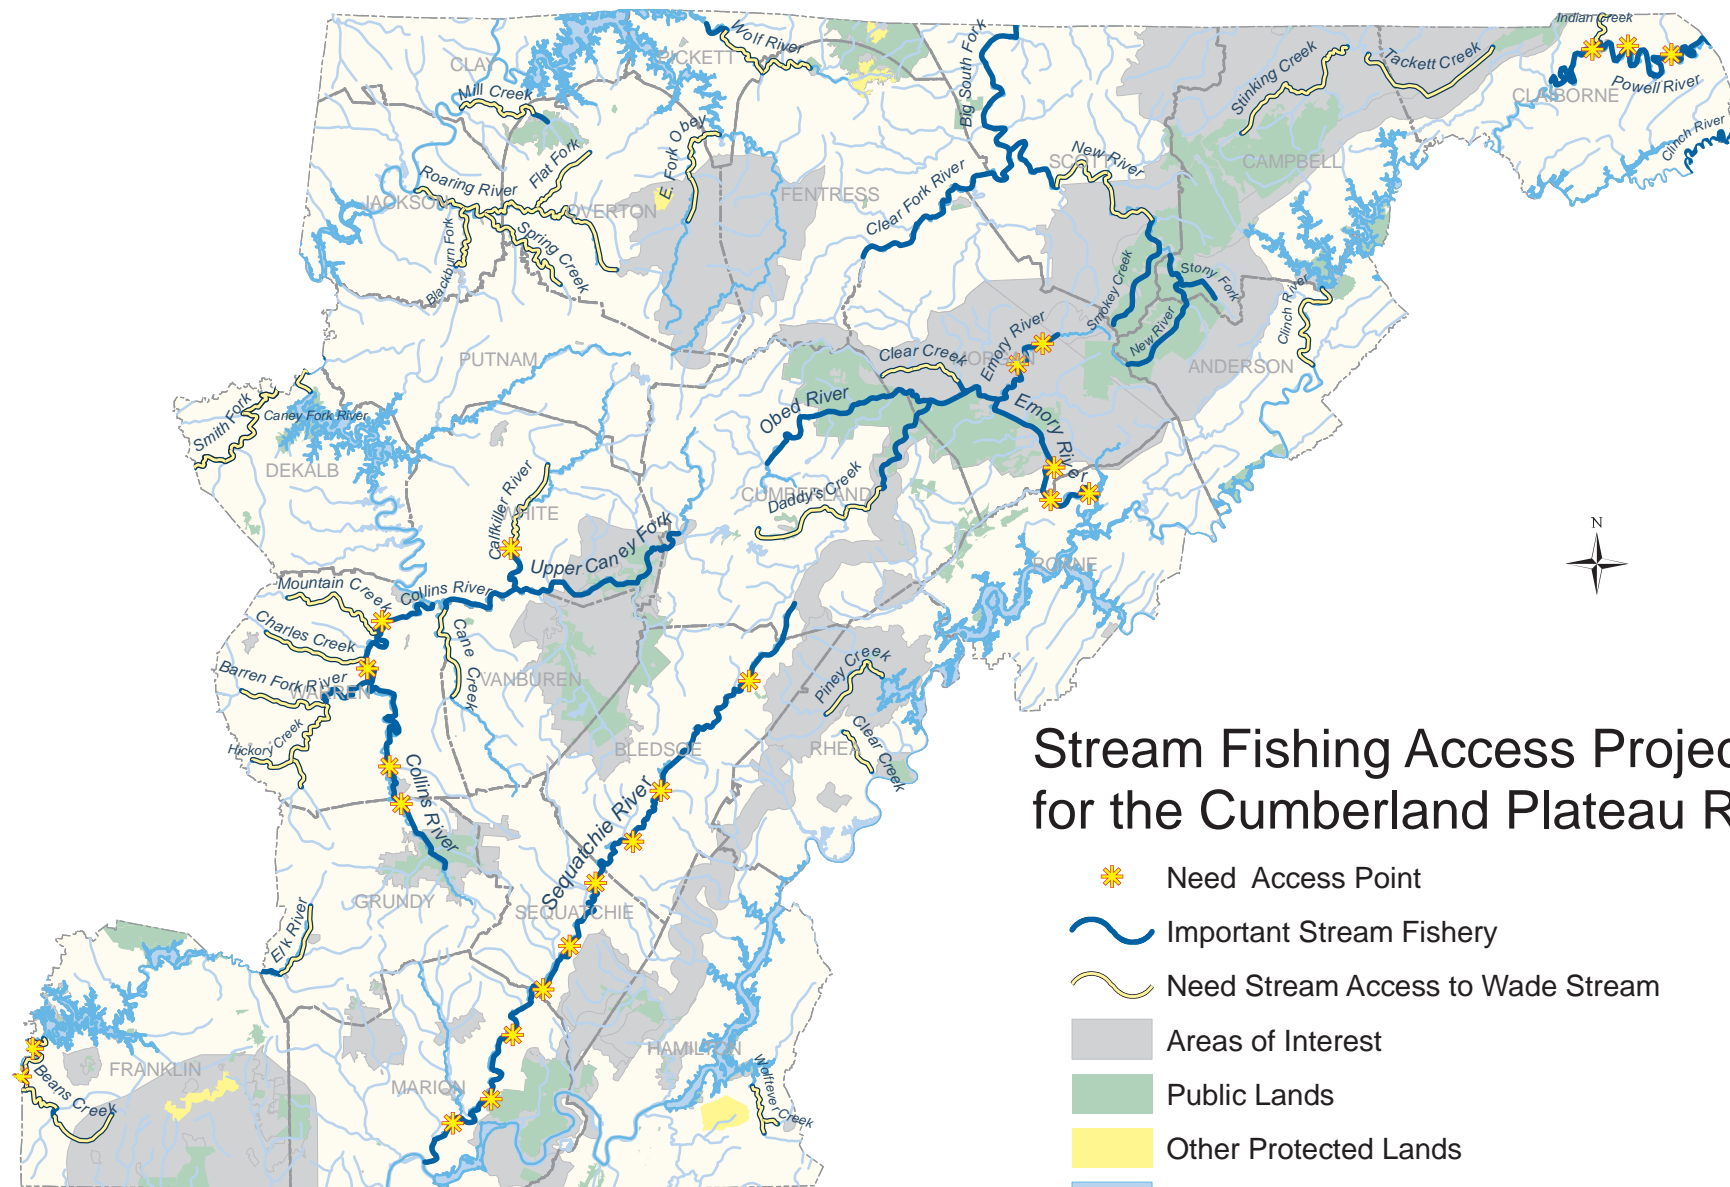 Indian Creek
Wolf River
PICKETT
CLAY
Big South Fork
Stinking Creek
Tackett Creek
Powell River
CLAIBORNE
Mill Creek
Clinch River
E. Fork Obey
Flat Fork
New River
SCOTT
CAMPBELL
Roaring River
Clear Fork River
FENTRESS
JACKSON
OVERTON
Spring Creek
Blackburn Fork
Smokey Creek
Stony Fork
Clinch River
New River
Emory River
PUTNAM
Clear Creek
ANDERSON
Obed River
Smith Fork
Caney Fork River
Emory River
DEKALB
CUMBERLAND
Daddy's Creek
Calfkiller River
WHITE
N
Upper Caney Fork
Mountain Creek
Collins River
Charles Creek
Cane Creek
Barren Fork River
WARREN
VANBUREN
Piney Creek
Hickory Creek
BLEDSOE
RHEA
Clear Creek
Collins River
Sequatchie River
Stream Fishing Access Projec
for the Cumberland Plateau R
GRUNDY
SEQUATCHIE
Need Access Point
Elk River
Important Stream Fishery
Need Stream Access to Wade Stream
HAMILTON
Areas of Interest
FRANKLIN
MARION
Beans Creek
Wolftever Creek
Public Lands
Other Protected Lands